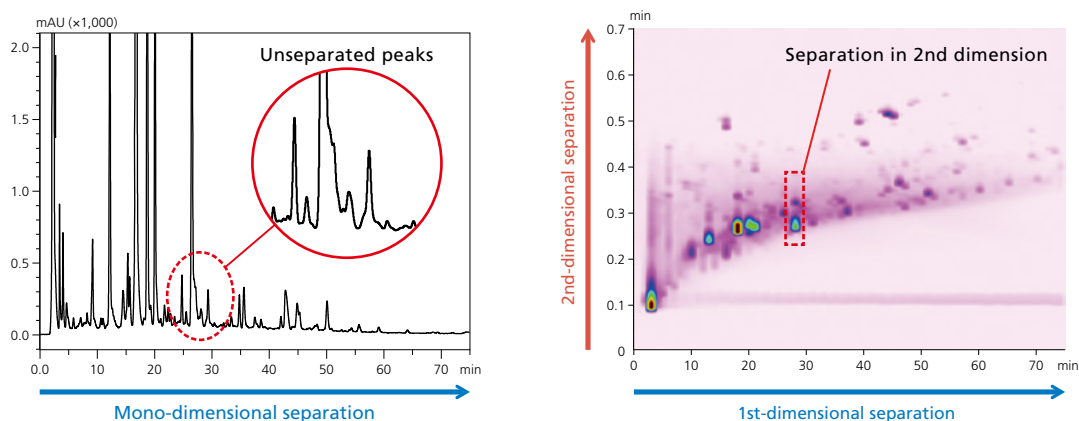 mAU (×1,000)
2.0
1.5
1.0
0.5
0.0
Unseparated peaks
0.0 10 20 30 40 50 60 70 min
Mono-dimensional separation
min
0.7
0.6
0.5
0.4
0.3
0.2
0.1
0
2nd-dimensional separation
Separation in 2nd dimension
0 10 20 30 40 50 60 70 min
1st-dimensional separation